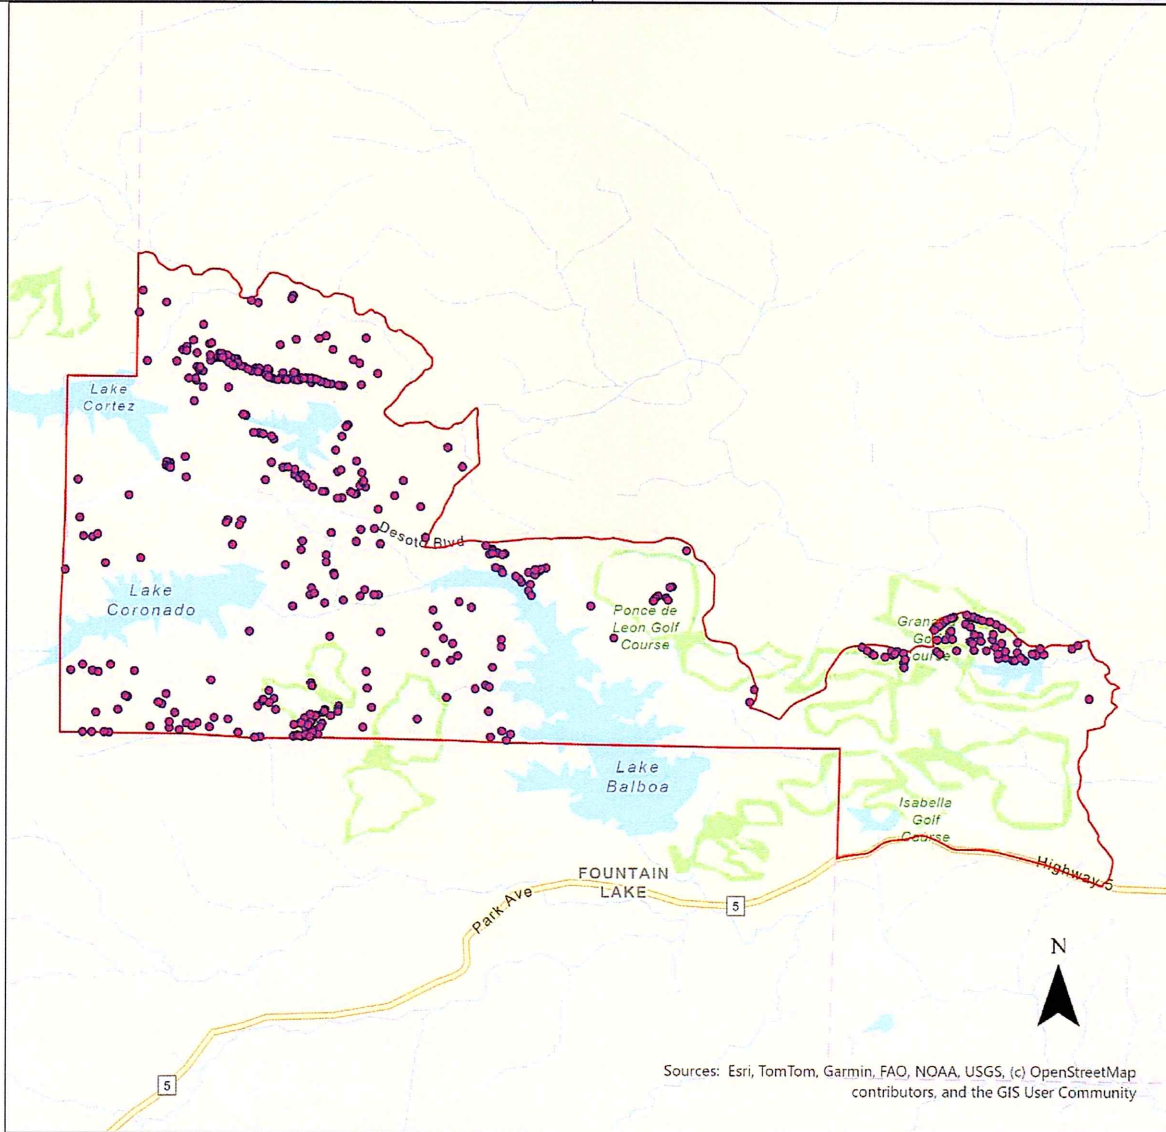 Lake
Cortez
Desoto Blvd
Lake
Coronado
Ponce de
Leon Golf
Course
Course
Lake
Balboa
Isabella
Golf
Course
Highway 5
FOUNTAIN
LAKE
Park Ave
5
5
N
Sources: Esri, TomTom, Garmin, FAO, NOAA, USGS, (c) OpenStreetMap
contributors, and the GIS User Community